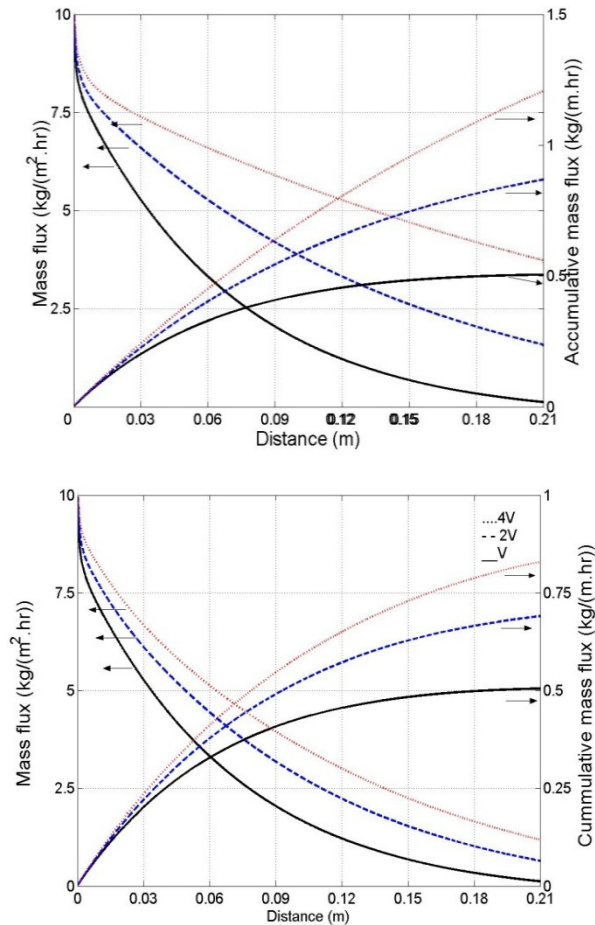 10
7.5
5
2.5
Mass flux (kg/(m².hr))
1.5
1
0.5
0
Accumulative mass flux (kg/(m.hr))
0 0.03 0.06 0.09 0.12 0.15 0.18 0.21
Distance (m)
10
7.5
5
2.5
0
Mass flux (kg/(m².hr))
....4V
--- 2V
__V
1
0.75
0.5
0.25
0
Cummulative mass flux (kg/(m.hr))
0 0.03 0.06 0.09 0.12 0.15 0.18 0.21
Distance (m)